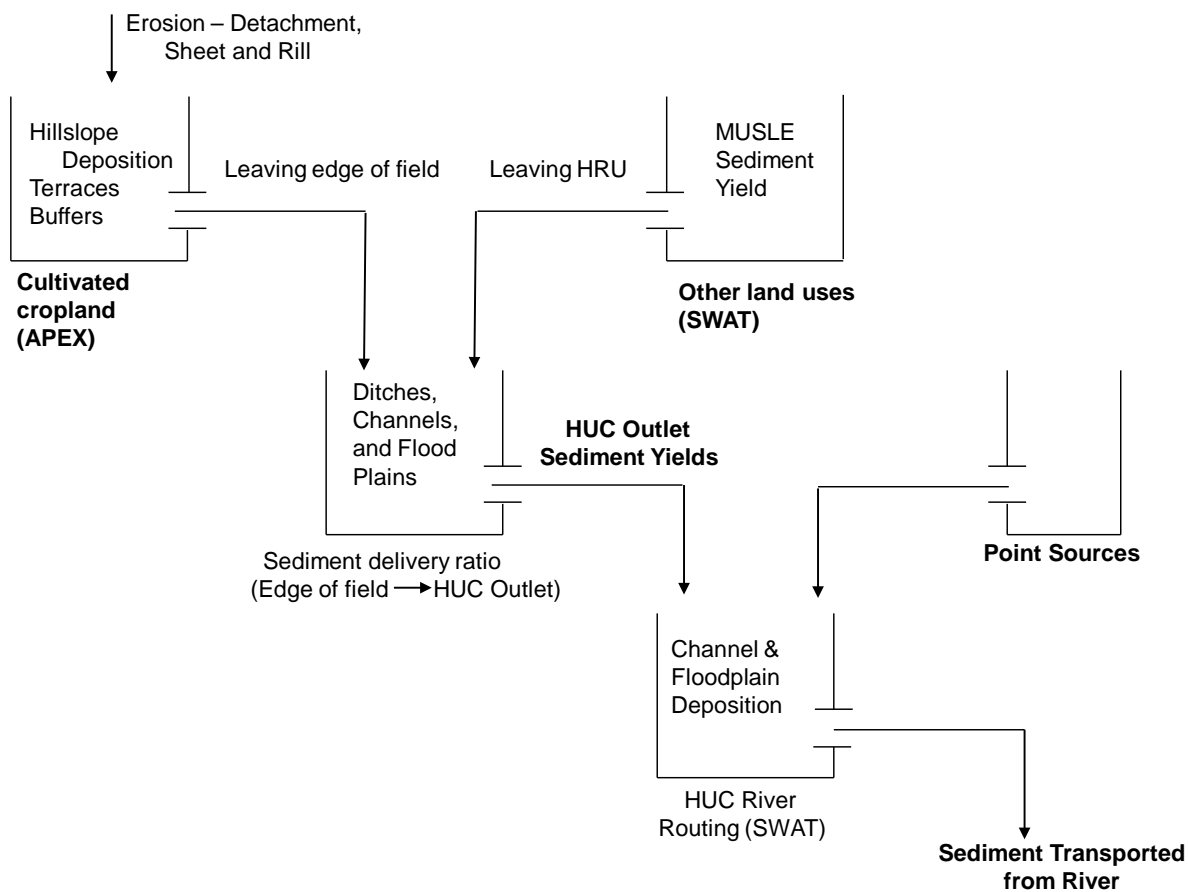 Erosion – Detachment,
Sheet and Rill
Hillslope
Deposition
Terraces
Buffers
Leaving edge of field
Leaving HRU
MUSLE
Sediment
Yield
Cultivated
cropland
(APEX)
Other land uses
(SWAT)
Ditches,
Channels,
and Flood
Plains
HUC Outlet
Sediment Yields
Sediment delivery ratio
(Edge of field → HUC Outlet)
Point Sources
Channel &
Floodplain
Deposition
HUC River
Routing (SWAT)
Sediment Transported
from River